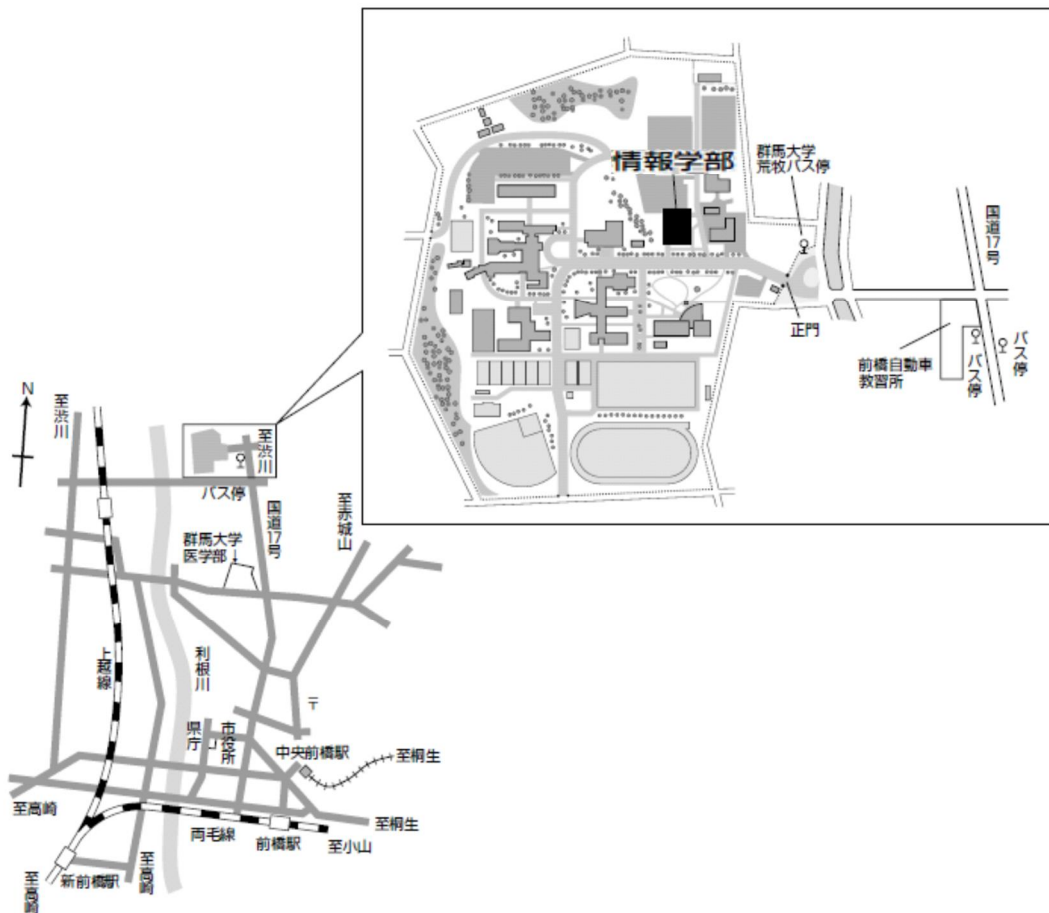 情報学部
群馬大学
荒牧バス停
国道17号
正門
前橋自動車
教習所
バス停
バス停
N
至渋川
至渋川
バス停
国道17号
至赤城山
群馬大学
医学部
上越線
利根川
〒
県庁
市役所
中央前橋駅
至桐生
至高崎
両毛線
前橋駅
至桐生
至小山
新前橋駅
至高崎
至高崎